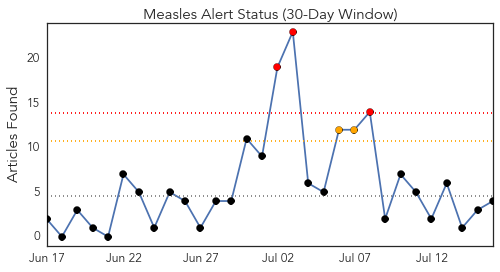 Measles Alert Status (30-Day Window)
Articles Found
20
15
10
5
0
Jun 17 Jun 22 Jun 27 Jul 02 Jul 07 Jul 12